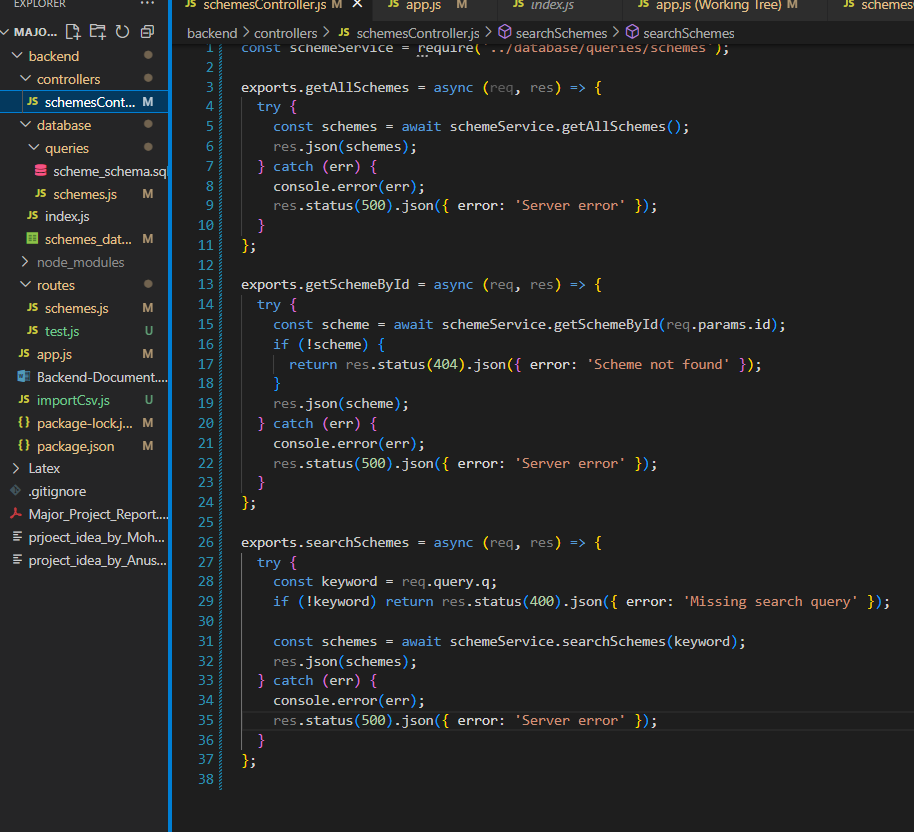 EXPLORER ...
MAJO...
backend
controllers
JS schemesCont... M
database
queries
scheme_schema.sql
JS schemes.js M
JS index.js
schemes_dat... M
node_modules
routes
JS schemes.js M
JS test.js U
JS app.js M
Backend-Document....
JS importCsv.js U
{} package-lock.j... M
{} package.json M
Latex
.gitignore
Major_Project_Report....
prjoect_idea_by_Moh...
project_idea_by_Anus...
JS schemesController.js M ×
JS app.js M
JS index.js
JS app.js (Working Tree) M
JS schemes
backend > controllers > JS schemesController.js > searchSchemes > searchSchemes
1 const schemeService = require('../database/queries/schemes');
2
3 exports.getAllSchemes = async (req, res) => {
4 try {
5 const schemes = await schemeService.getAllSchemes();
6 res.json(schemes);
7 } catch (err) {
8 console.error(err);
9 res.status(500).json({ error: 'Server error' });
10 }
11 };
12
13 exports.getSchemeById = async (req, res) => {
14 try {
15 const scheme = await schemeService.getSchemeById(req.params.id);
16 if (!scheme) {
17 return res.status(404).json({ error: 'Scheme not found' });
18 }
19 res.json(scheme);
20 } catch (err) {
21 console.error(err);
22 res.status(500).json({ error: 'Server error' });
23 }
24 };
25
26 exports.searchSchemes = async (req, res) => {
27 try {
28 const keyword = req.query.q;
29 if (!keyword) return res.status(400).json({ error: 'Missing search query' });
30
31 const schemes = await schemeService.searchSchemes(keyword);
32 res.json(schemes);
33 } catch (err) {
34 console.error(err);
35 res.status(500).json({ error: 'Server error' });
36 }
37 };
38